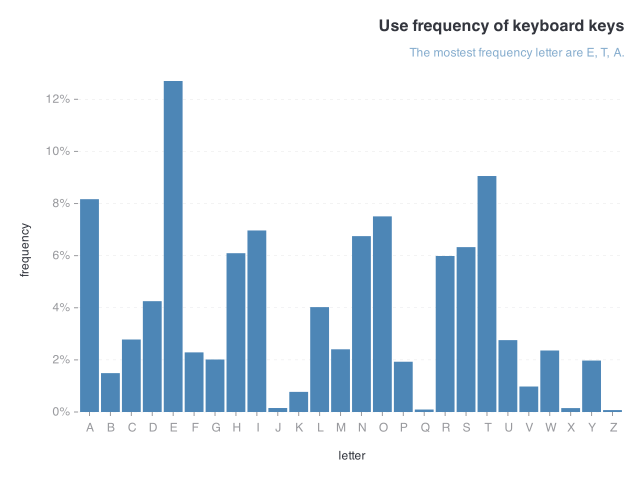 Use frequency of keyboard keys
The mostest frequency letter are E, T, A.
frequency
12%
10%
8%
6%
4%
2%
0%
A B C D E F G H I J K L M N O P Q R S T U V W X Y Z
letter